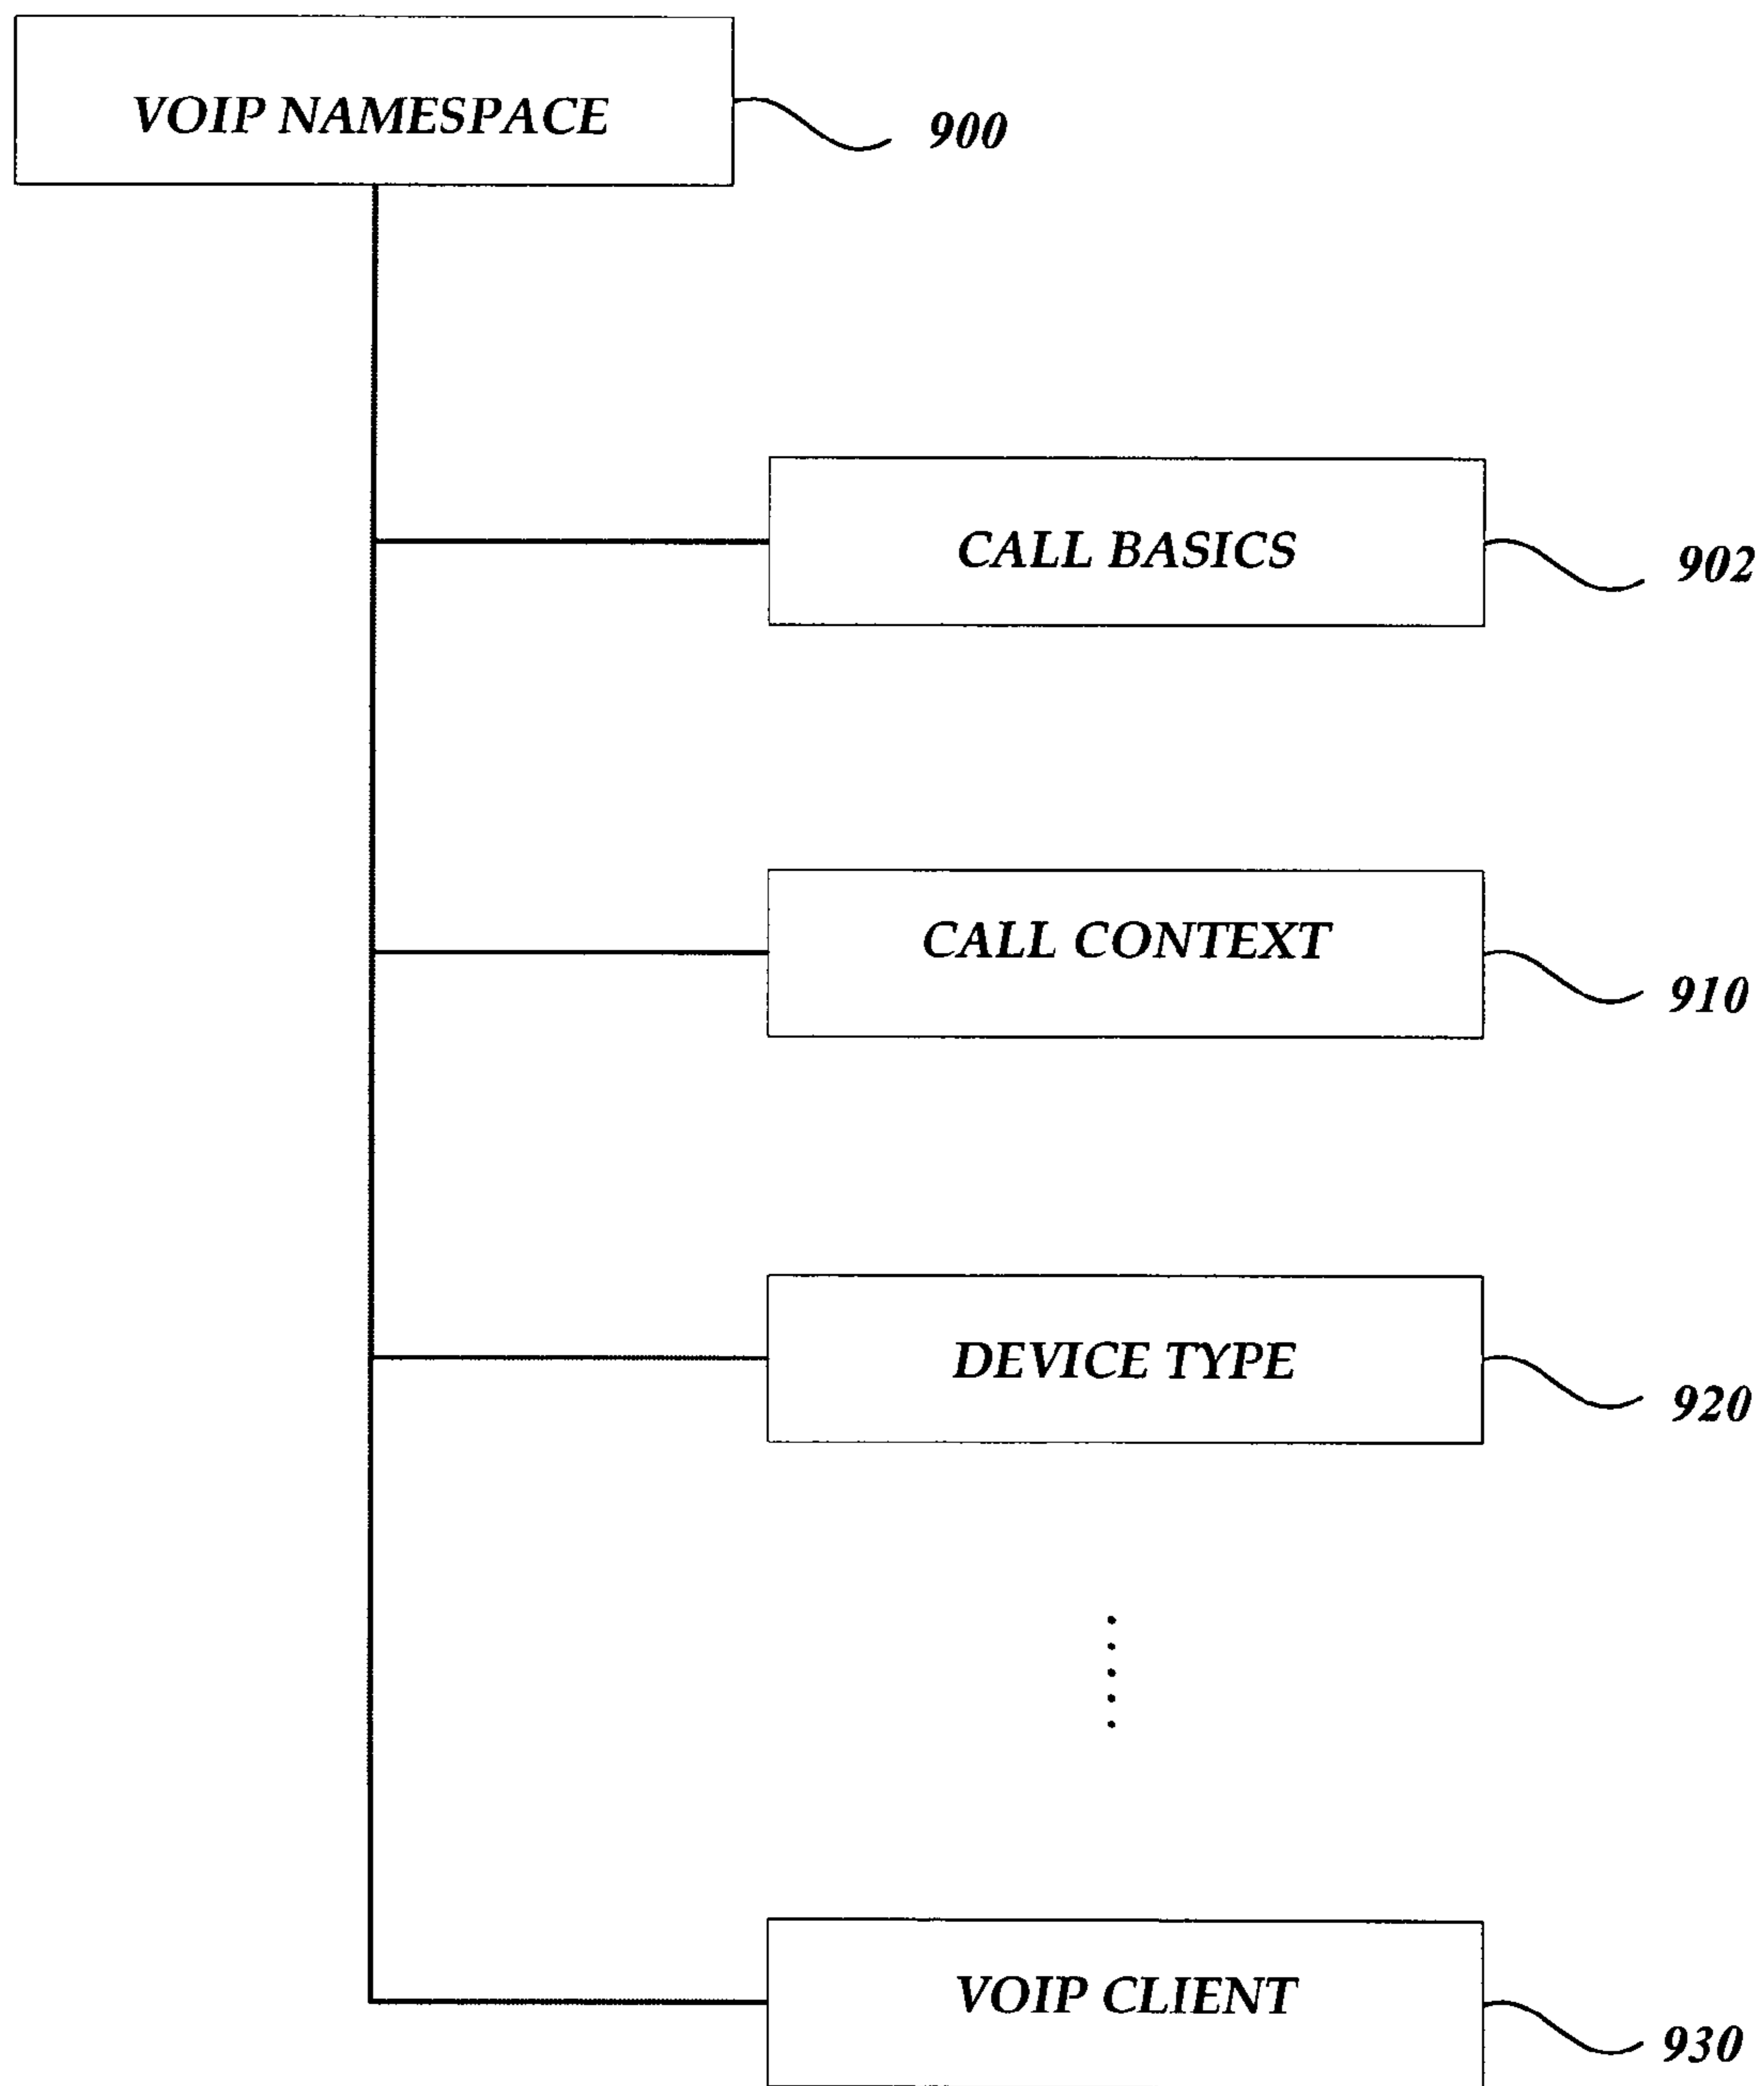 VOIP NAMESPACE
900
CALL BASICS
902
CALL CONTEXT
910
DEVICE TYPE
920
VOIP CLIENT
930